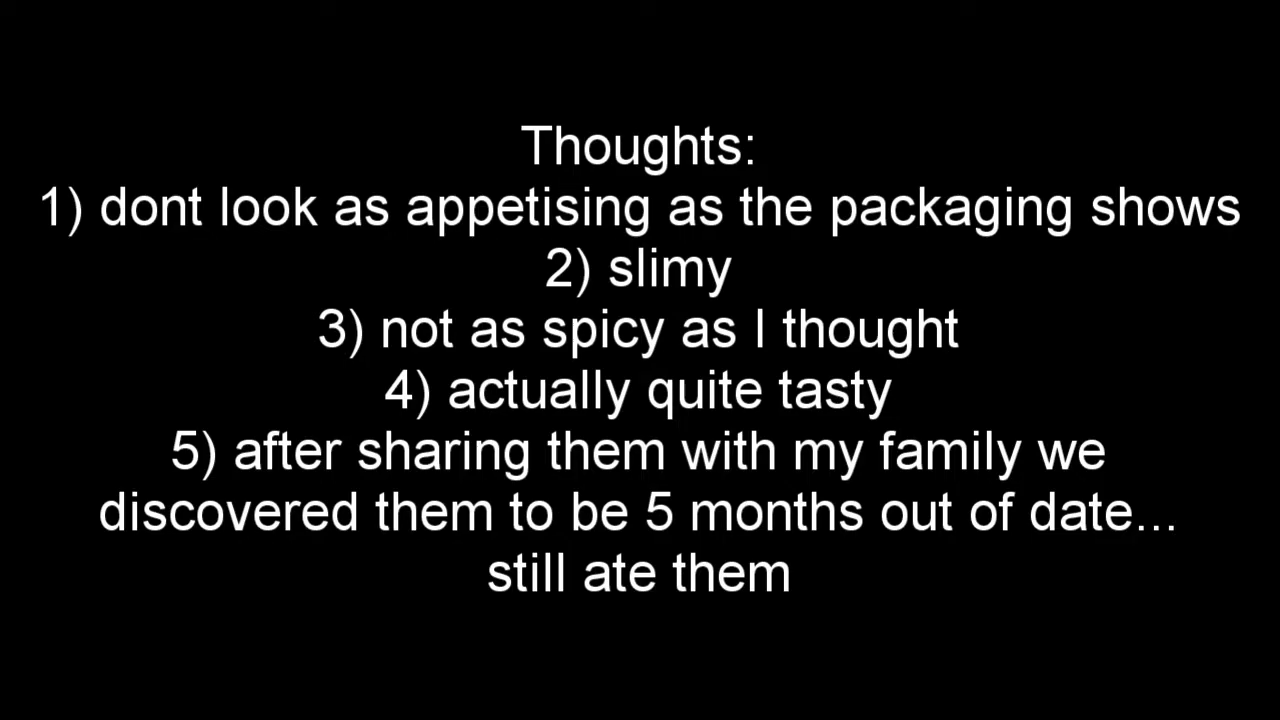 Thoughts:
1) dont look as appetising as the packaging shows
2) slimy
3) not as spicy as I thought
4) actually quite tasty
5) after sharing them with my family we
discovered them to be 5 months out of date...
still ate them